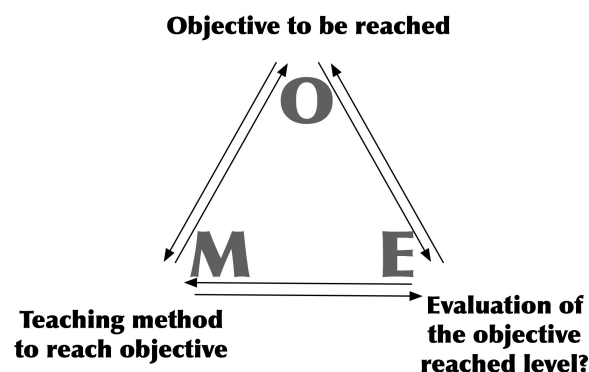 Objective to be reached
O
M
E
Teaching method
to reach objective
Evaluation of
the objective
reached level?